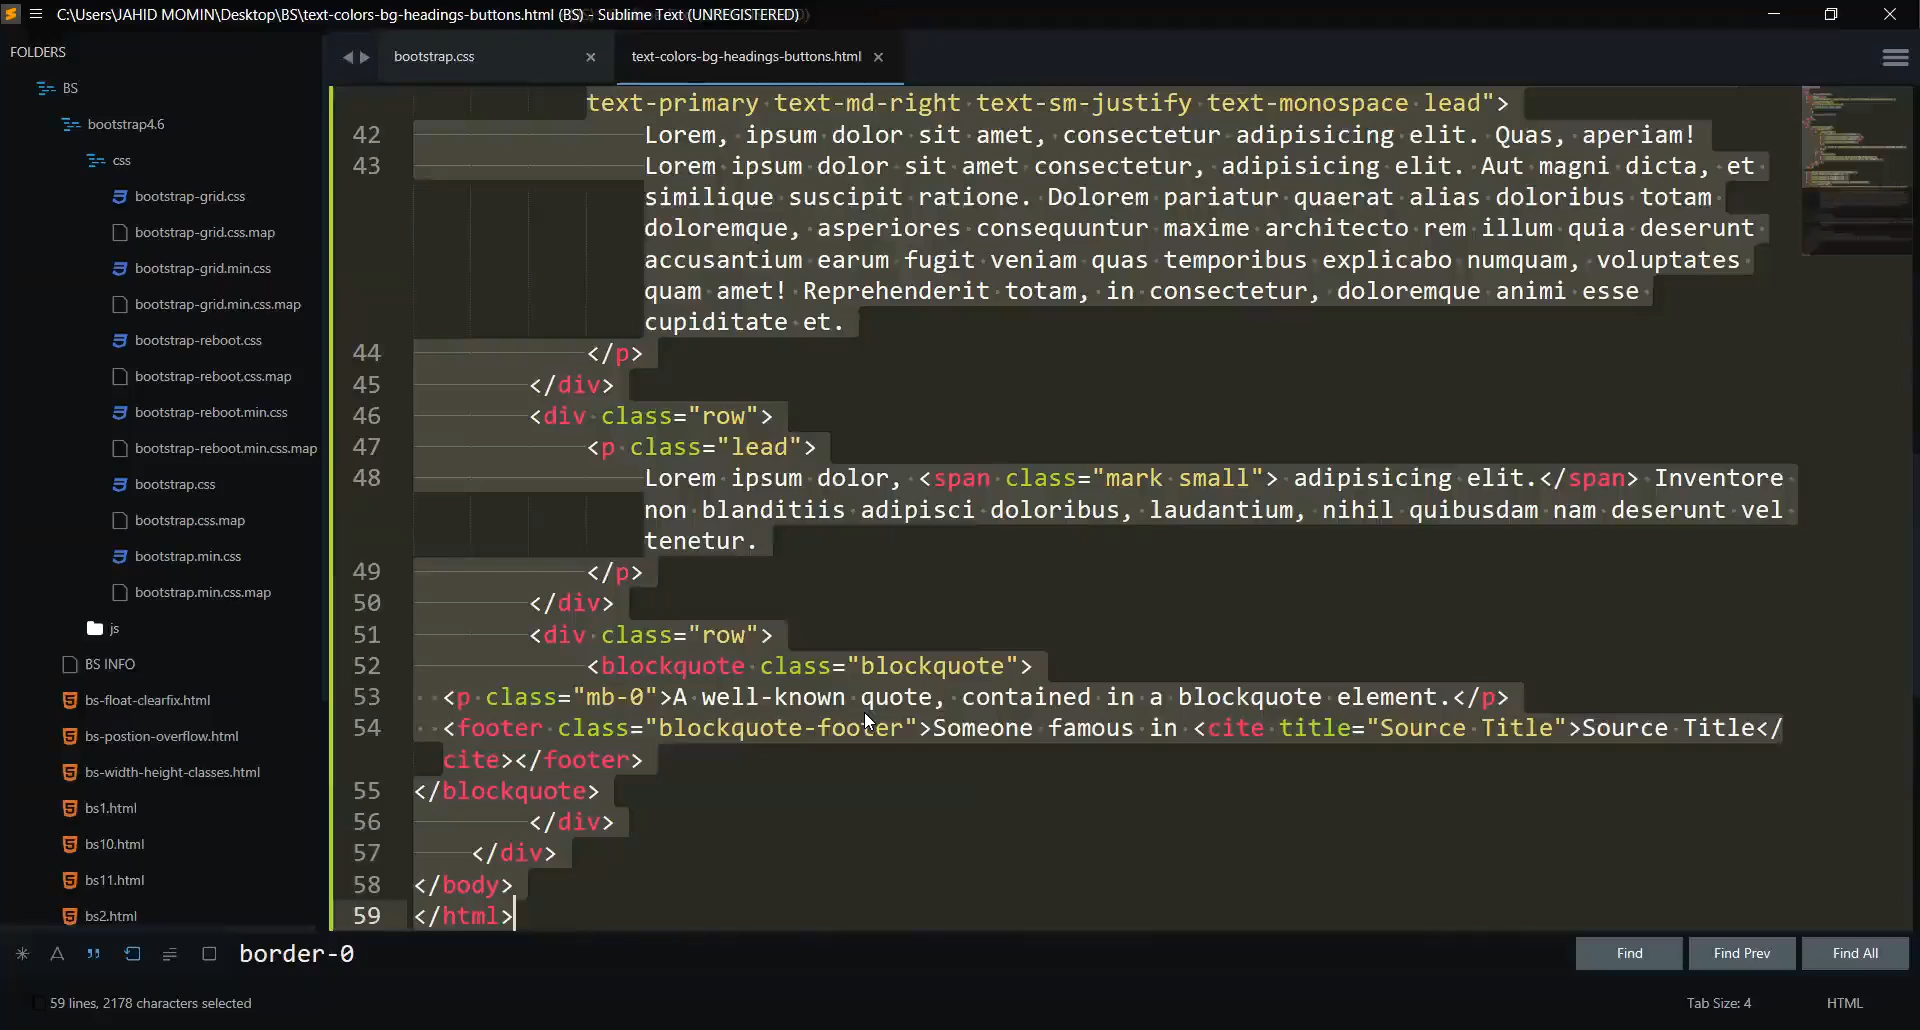 C:\Users\JAHID MOMIN\Desktop\BS\text-colors-bg-headings-buttons.html (BS) - Sublime Text (UNREGISTERED)
FOLDERS
BS
bootstrap4.6
css
bootstrap-grid.css
bootstrap-grid.css.map
bootstrap-grid.min.css
bootstrap-grid.min.css.map
bootstrap-reboot.css
bootstrap-reboot.css.map
bootstrap-reboot.min.css
bootstrap-reboot.min.css.map
bootstrap.css
bootstrap.css.map
bootstrap.min.css
bootstrap.min.css.map
js
BS INFO
bs-float-clearfix.html
bs-postion-overflow.html
bs-width-height-classes.html
bs1.html
bs10.html
bs11.html
bs2.html
bootstrap.css
text-colors-bg-headings-buttons.html
text-primary text-md-right text-sm-justify text-monospace lead">
42 Lorem, ipsum dolor sit amet, consectetur adipisicing elit. Quas, aperiam!
43 Lorem ipsum dolor sit amet consectetur, adipisicing elit. Aut magni dicta, et
similique suscipit ratione. Dolorem pariatur quaerat alias doloribus totam
doloremque, asperiores consequuntur maxime architecto rem illum quia deserunt
accusantium earum fugit veniam quas temporibus explicabo numquam, voluptates
quam amet! Reprehenderit totam, in consectetur, doloremque animi esse
cupiditate et.
44 </p>
45 </div>
46 <div class="row">
47 <p class="lead">
48 Lorem ipsum dolor, <span class="mark small"> adipisicing elit.</span> Inventore
non blanditiis adipisci doloribus, laudantium, nihil quibusdam nam deserunt vel
tenetur.
49 </p>
50 </div>
51 <div class="row">
52 <blockquote class="blockquote">
53 <p class="mb-0">A well-known quote, contained in a blockquote element.</p>
54 <footer class="blockquote-footer">Someone famous in <cite title="Source Title">Source Title</
cite></footer>
55 </blockquote>
56 </div>
57 </div>
58 </body>
59 </html>
border-0
Find
Find Prev
Find All
59 lines, 2178 characters selected
Tab Size: 4
HTML